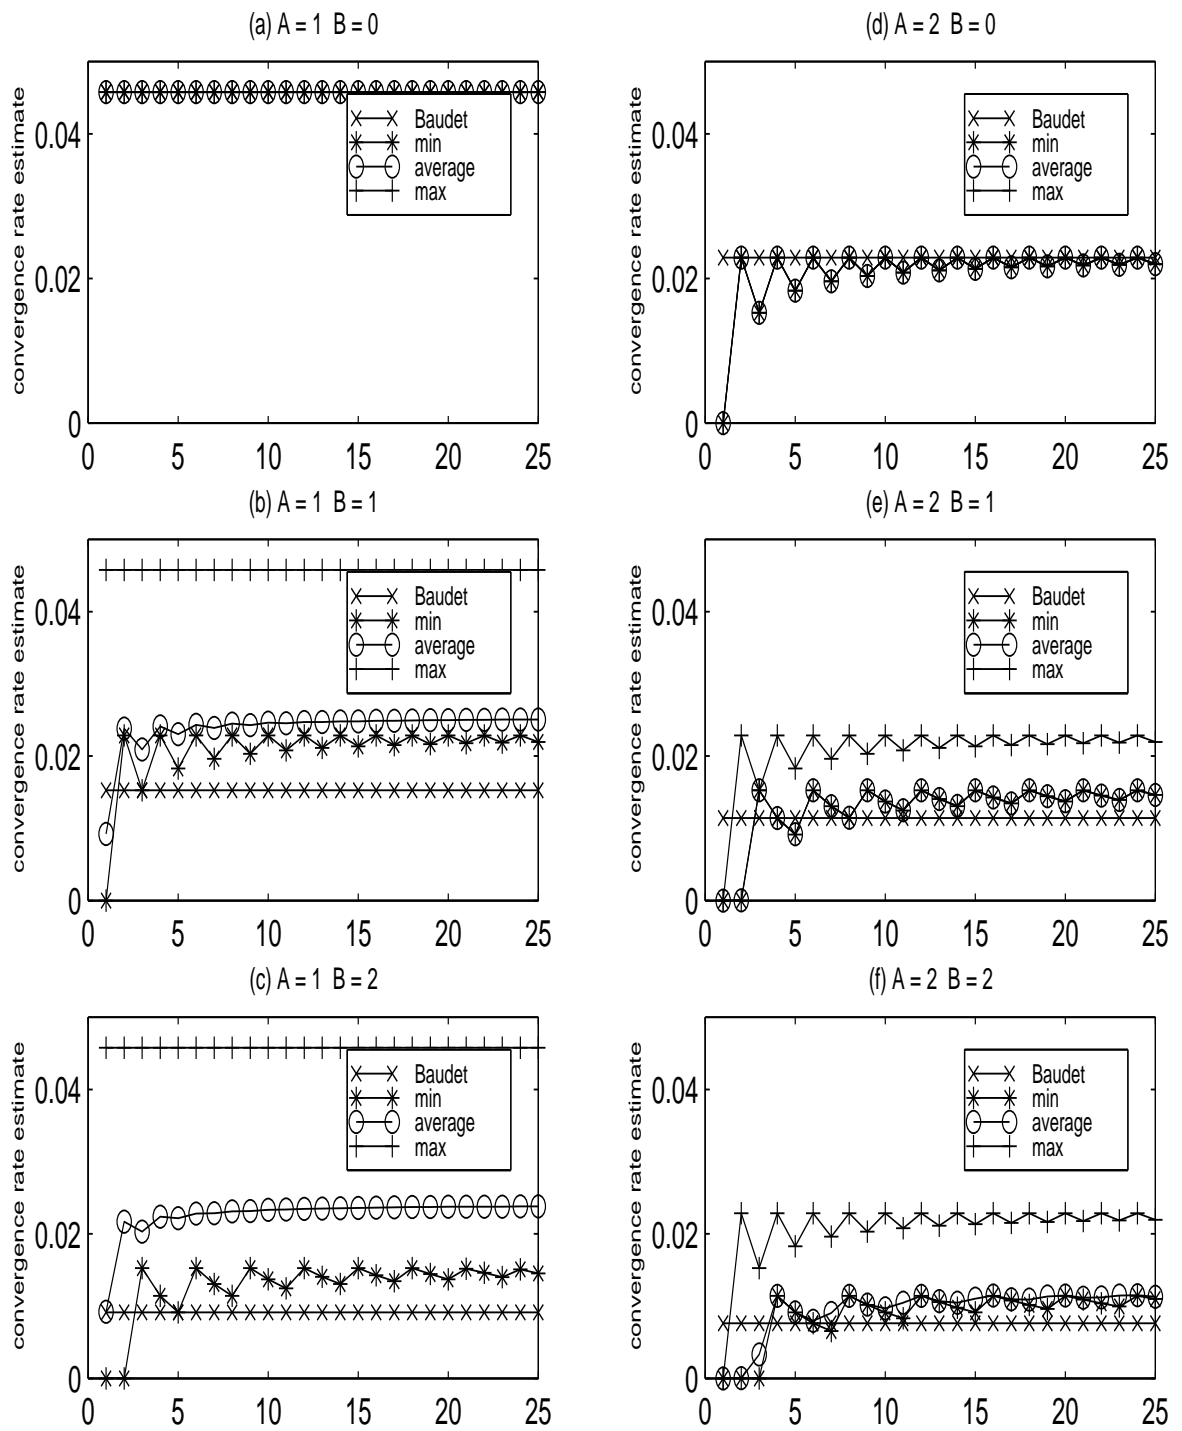 (a) A = 1 B = 0
convergence rate estimate
0.04
0.02
0
0 5 10 15 20 25
Baudet
min
average
max
(d) A = 2 B = 0
convergence rate estimate
0.04
0.02
0
0 5 10 15 20 25
Baudet
min
average
max
(b) A = 1 B = 1
convergence rate estimate
0.04
0.02
0
0 5 10 15 20 25
Baudet
min
average
max
(e) A = 2 B = 1
convergence rate estimate
0.04
0.02
0
0 5 10 15 20 25
Baudet
min
average
max
(c) A = 1 B = 2
convergence rate estimate
0.04
0.02
0
0 5 10 15 20 25
Baudet
min
average
max
(f) A = 2 B = 2
convergence rate estimate
0.04
0.02
0
0 5 10 15 20 25
Baudet
min
average
max